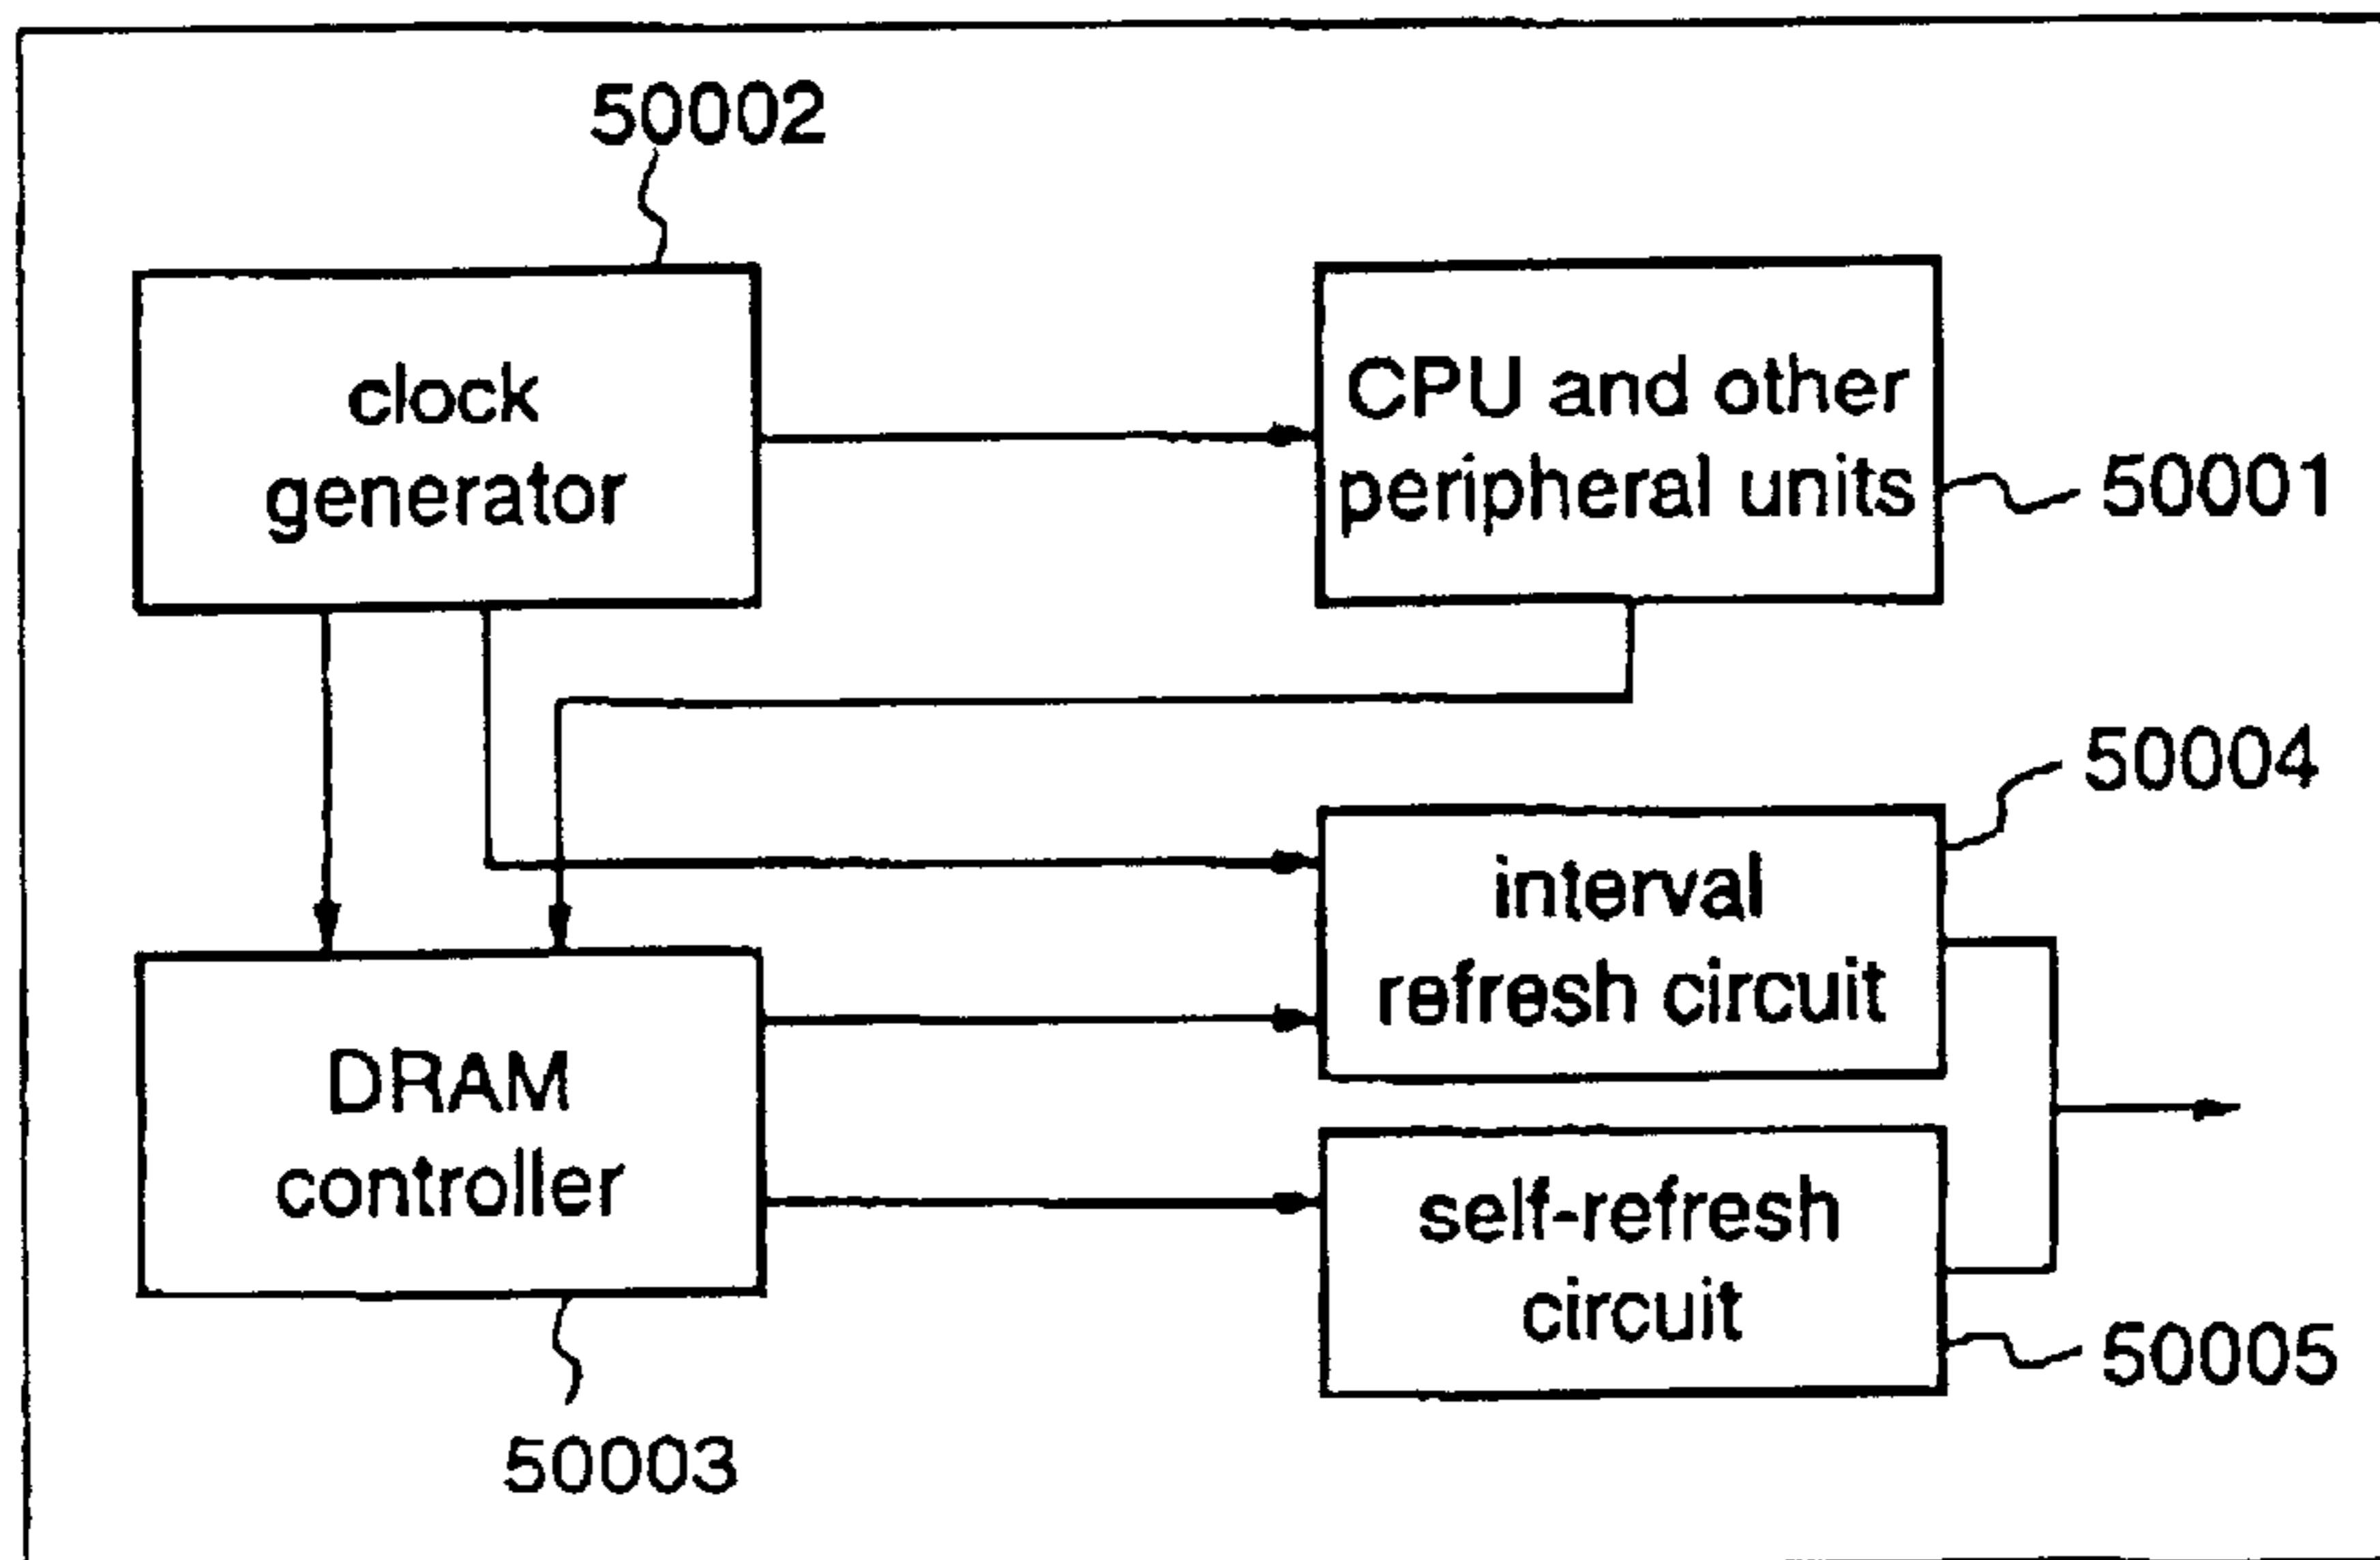 50002
clock
generator
CPU and other
peripheral units
50001
50004
interval
refresh circuit
DRAM
controller
self-refresh
circuit
50005
50003